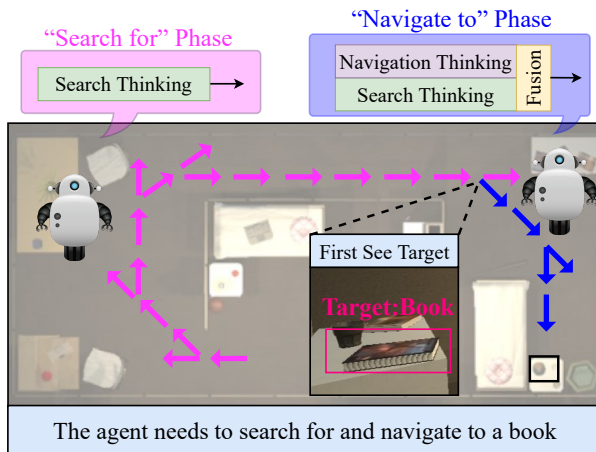 “Search for” Phase
“Navigate to” Phase
Search Thinking
Navigation Thinking
Search Thinking
Fusion
First See Target
Target:Book
The agent needs to search for and navigate to a book